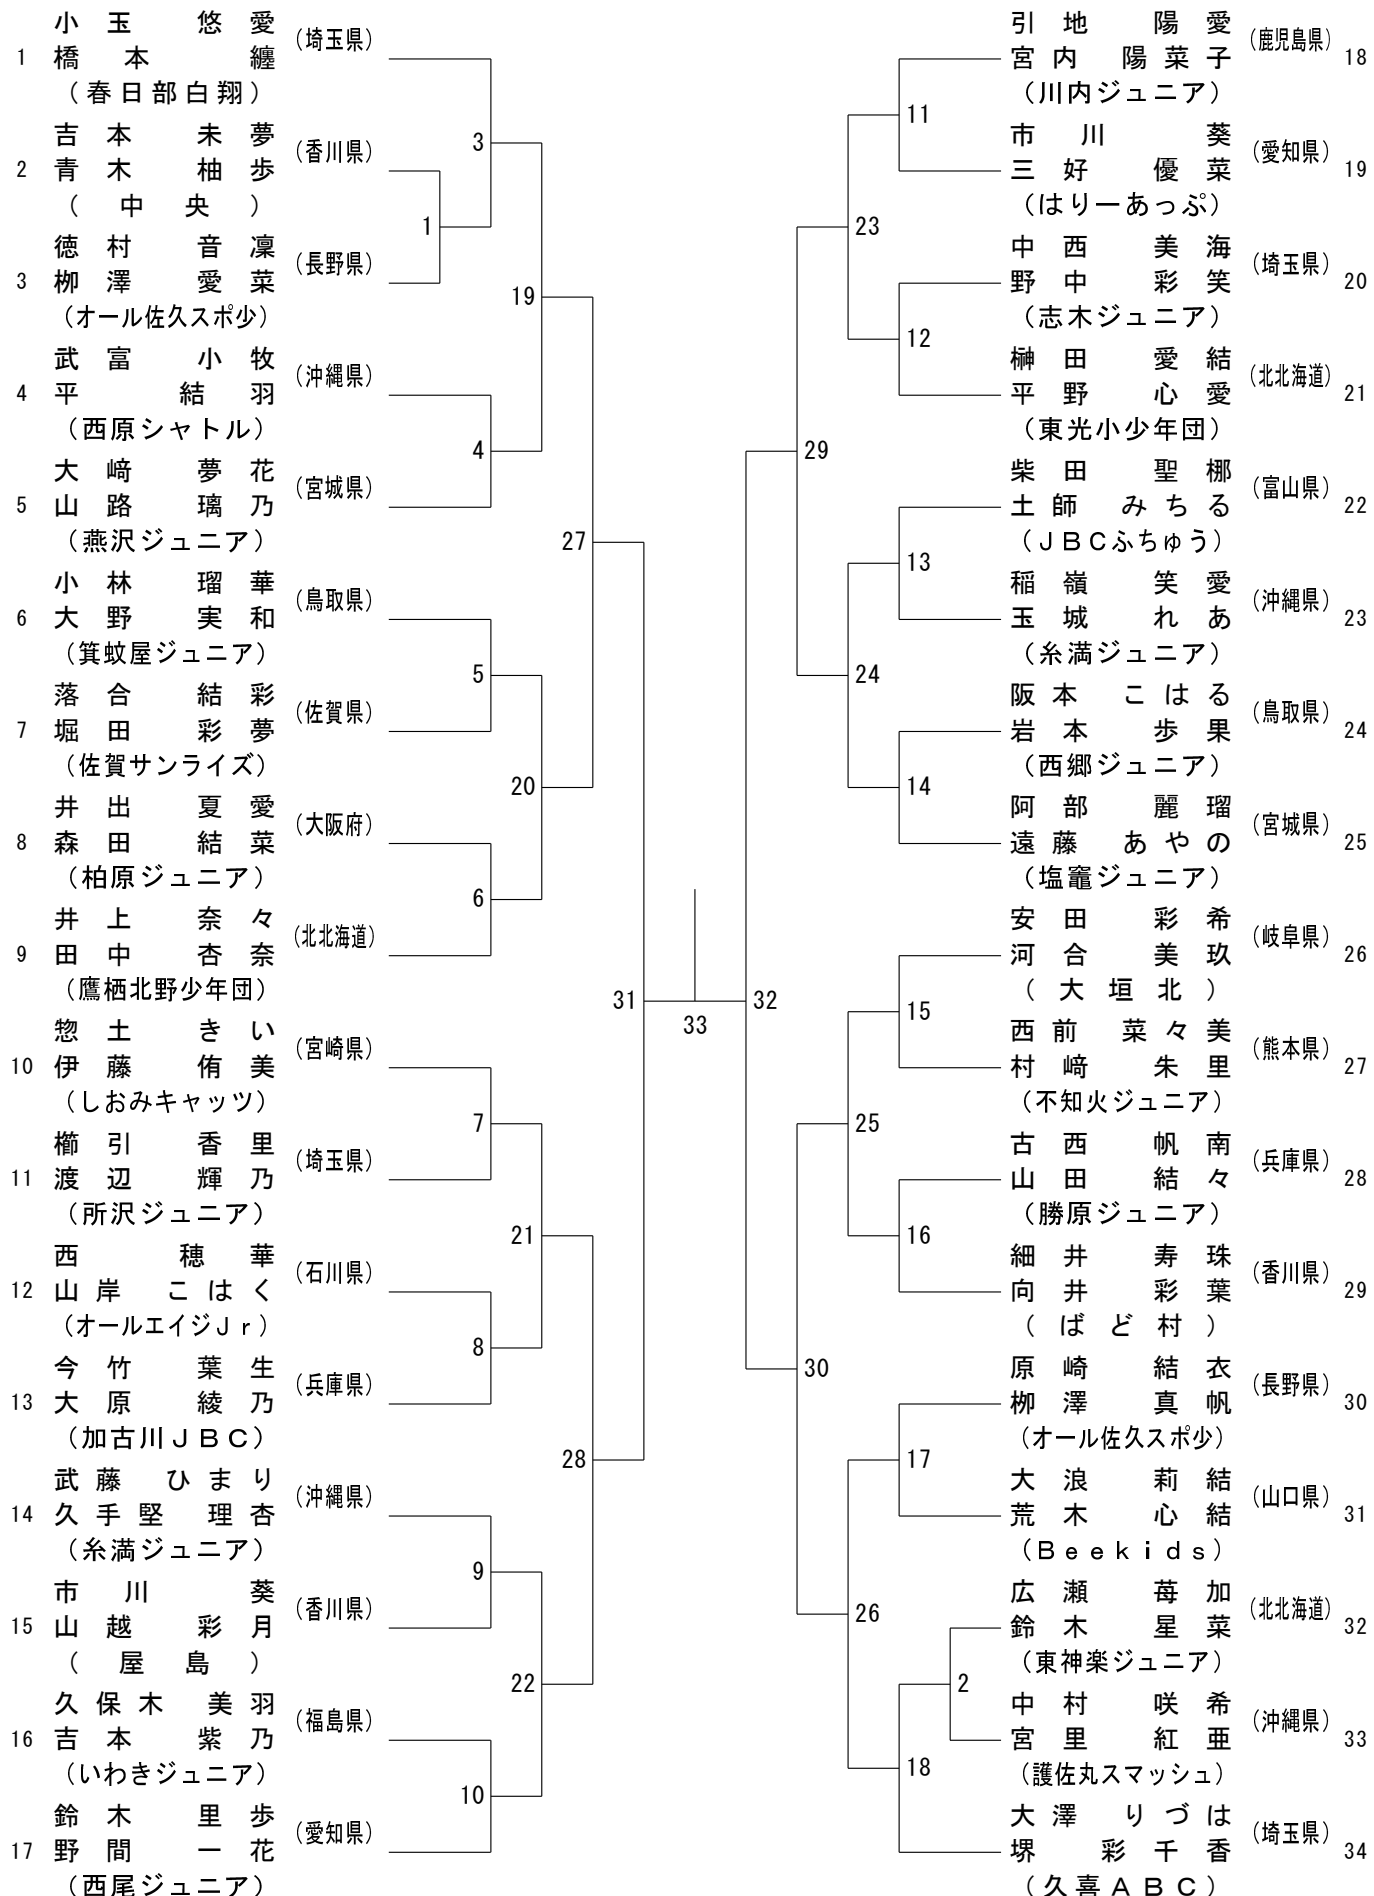 小玉 悠愛
(埼玉県)
1 橋本 纏
(春日部白翔)
吉本 未夢
(香川県)
2 青木 柚歩
(中央)
徳村 音凜
(長野県)
3 栁澤 愛菜
(オール佐久スポ少)
武富 小牧
(沖縄県)
4 平 結羽
(西原シャトル)
大﨑 夢花
(宮城県)
5 山路 璃乃
(燕沢ジュニア)
小林 瑠華
(鳥取県)
6 大野 実和
(箕蚊屋ジュニア)
落合 結彩
(佐賀県)
7 堀田 彩夢
(佐賀サンライズ)
井出 夏愛
(大阪府)
8 森田 結菜
(柏原ジュニア)
井上 奈々
(北北海道)
9 田中 杏奈
(鷹栖北野少年団)
惣土 きい
(宮崎県)
10 伊藤 侑美
(しおみキャッツ)
櫛引 香里
(埼玉県)
11 渡辺 輝乃
(所沢ジュニア)
西 穂華
(石川県)
12 山岸 こはく
(オールエイジJr)
今竹 葉生
(兵庫県)
13 大原 綾乃
(加古川JBC)
武藤 ひまり
(沖縄県)
14 久手堅 理杏
(糸満ジュニア)
市川 葵
(香川県)
15 山越 彩月
(屋島)
久保木 美羽
(福島県)
16 吉本 紫乃
(いわきジュニア)
鈴木 里歩
(愛知県)
17 野間 一花
(西尾ジュニア)
3
1
19
4
27
5
20
6
31
7
21
8
28
9
22
10
33
32
11
23
12
29
13
24
14
15
25
16
30
17
26
2
18
引地 陽愛
(鹿児島県)
宮内 陽菜子 18
(川内ジュニア)
市川 葵
(愛知県)
三好 優菜 19
(はりーあっぷ)
中西 美海
(埼玉県)
野中 彩笑 20
(志木ジュニア)
榊田 愛結
(北北海道)
平野 心愛 21
(東光小少年団)
柴田 聖梛
(富山県)
土師 みちる 22
(JBCふちゅう)
稲嶺 笑愛
(沖縄県)
玉城 れあ 23
(糸満ジュニア)
阪本 こはる
(鳥取県)
岩本 歩果 24
(西郷ジュニア)
阿部 麗瑠
(宮城県)
遠藤 あやの 25
(塩竈ジュニア)
安田 彩希
(岐阜県)
河合 美玖 26
(大垣北)
西前 菜々美
(熊本県)
村﨑 朱里 27
(不知火ジュニア)
古西 帆南
(兵庫県)
山田 結々 28
(勝原ジュニア)
細井 寿珠
(香川県)
向井 彩葉 29
(ばど村)
原崎 結衣
(長野県)
栁澤 真帆 30
(オール佐久スポ少)
大浪 莉結
(山口県)
荒木 心結 31
(Beekids)
広瀬 苺加
(北北海道)
鈴木 星菜 32
(東神楽ジュニア)
中村 咲希
(沖縄県)
宮里 紅亜 33
(護佐丸スマッシュ)
大澤 りづは
(埼玉県)
堺 彩千香 34
(久喜ABC)